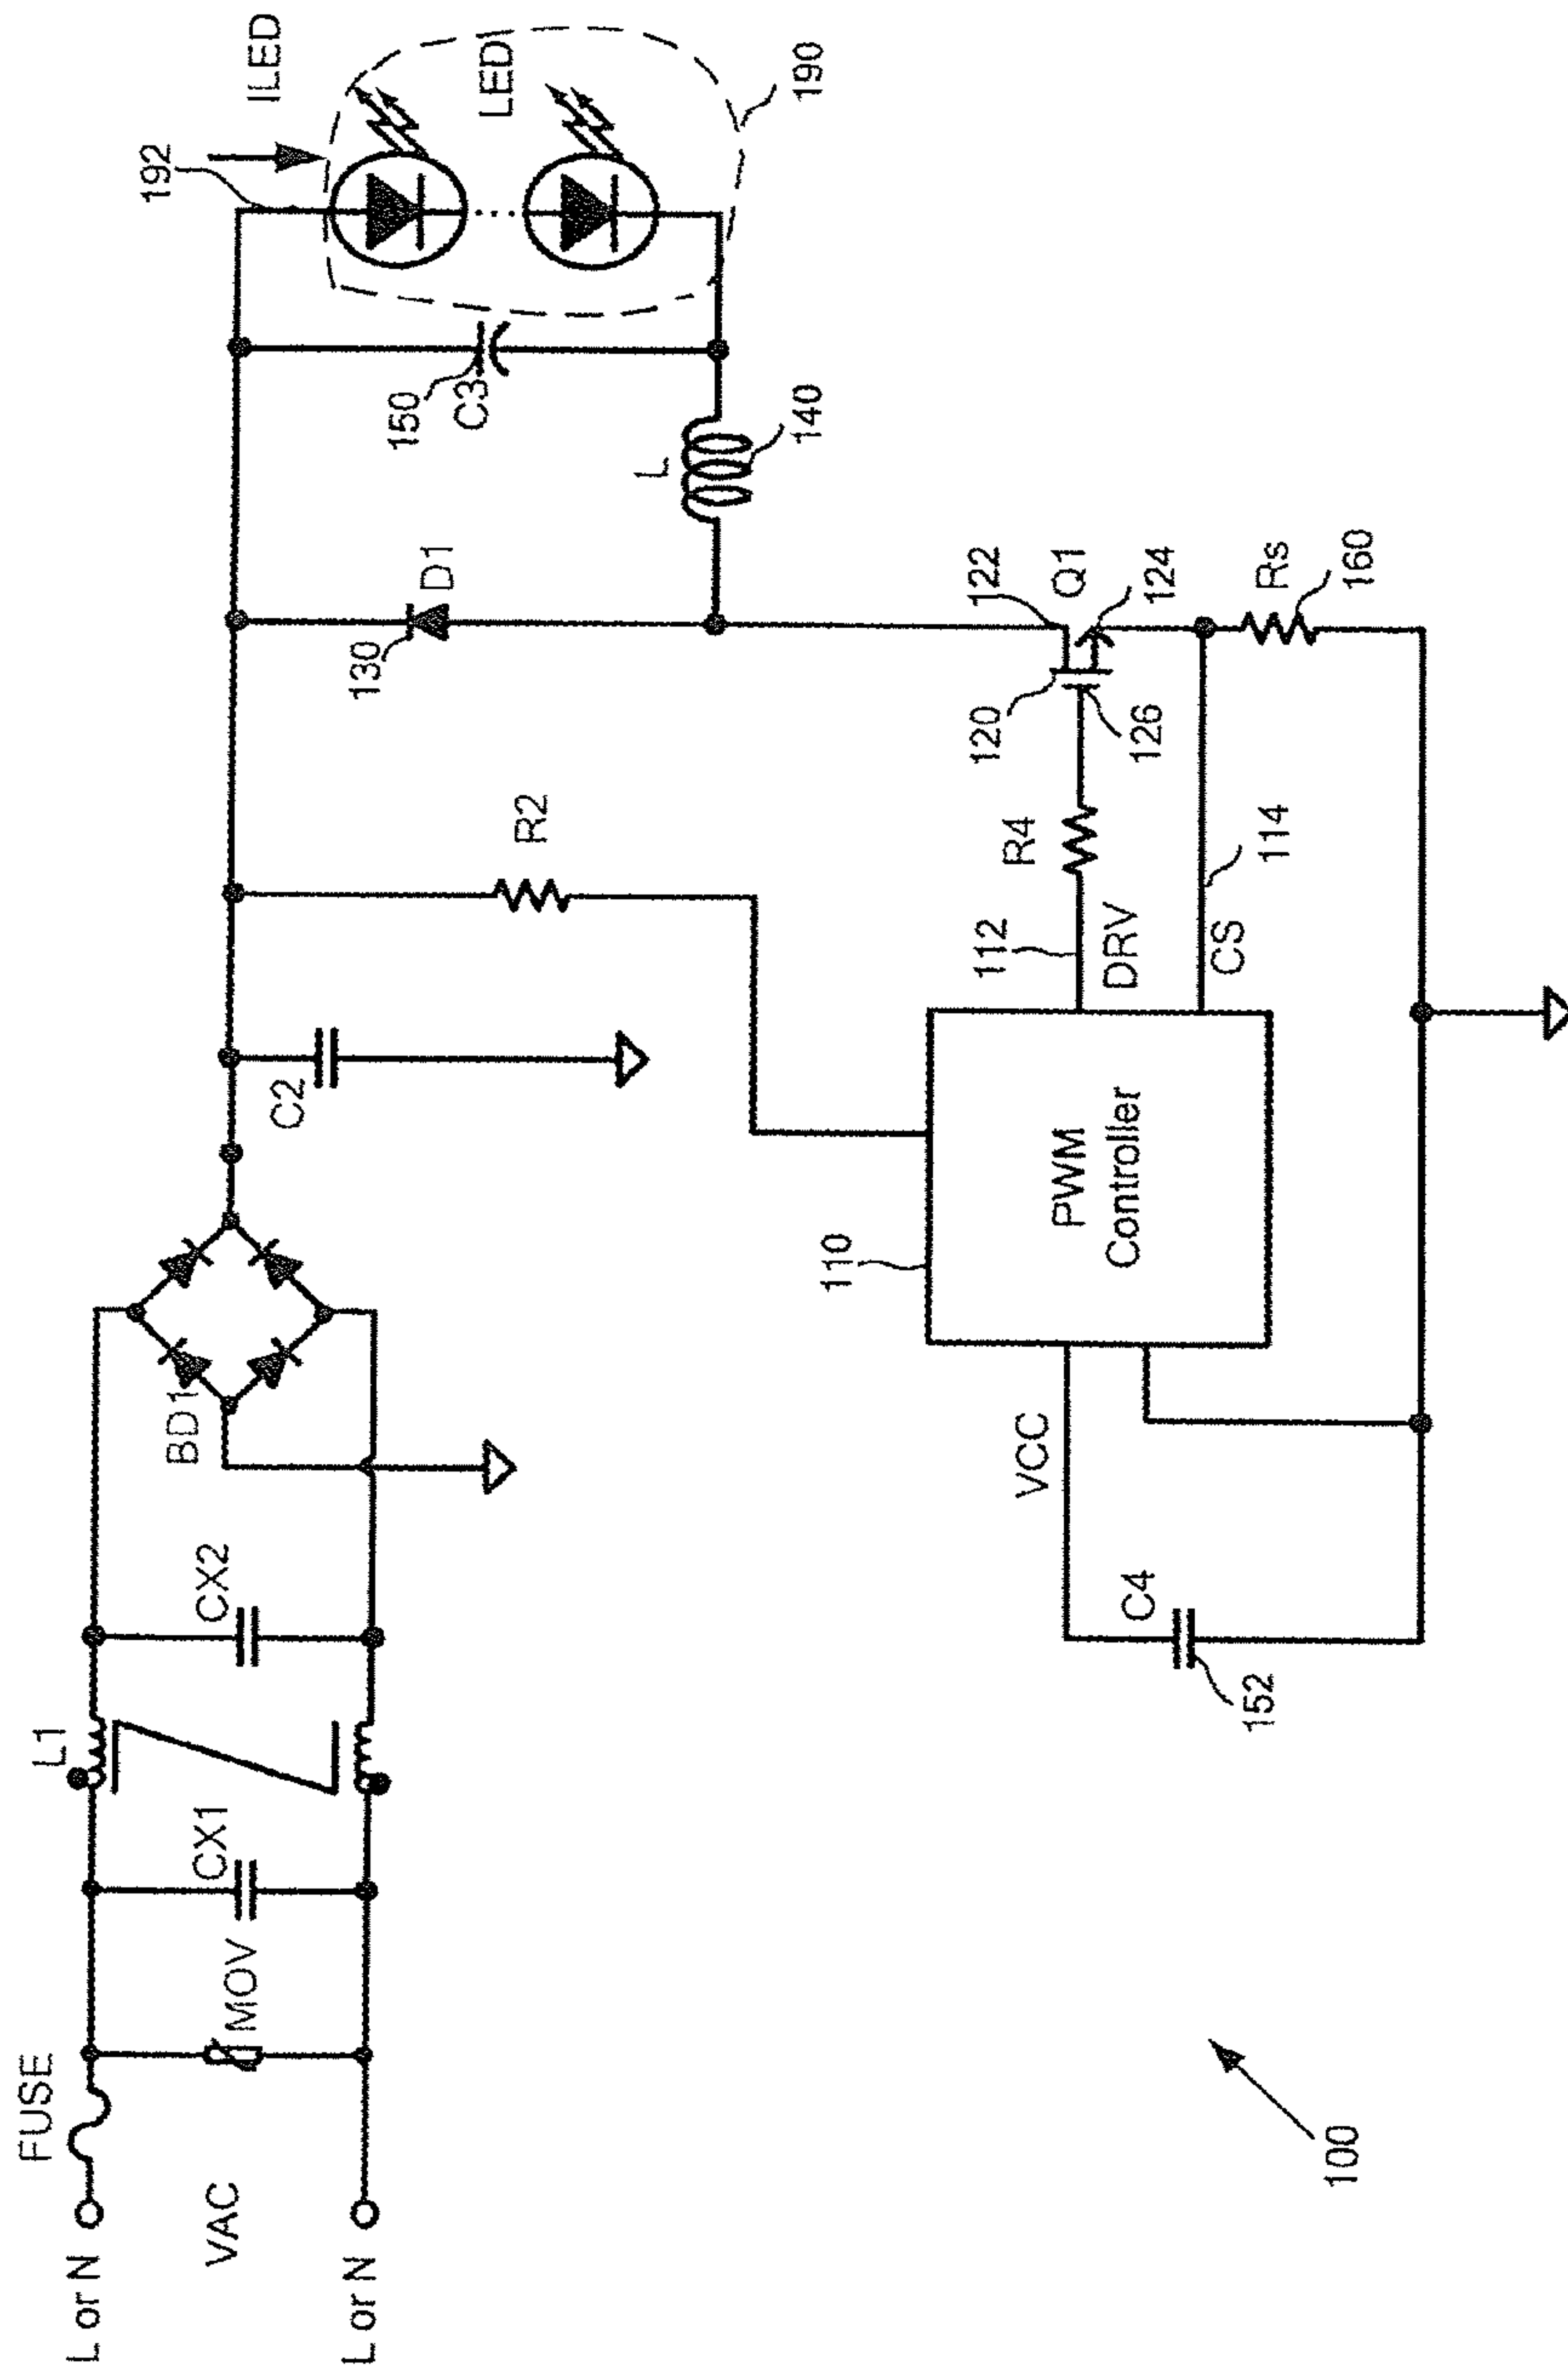 FUSE
L or N
VAC
L or N
MOV
CX1
L1
CX2
BD1
C2
R2
130
D1
L
140
150
C3
192
ILED
LED
190
110
PWM
Controller
VCC
C4
152
112
DRV
R4
CS
114
120
126
122
Q1
124
Rs
160
100